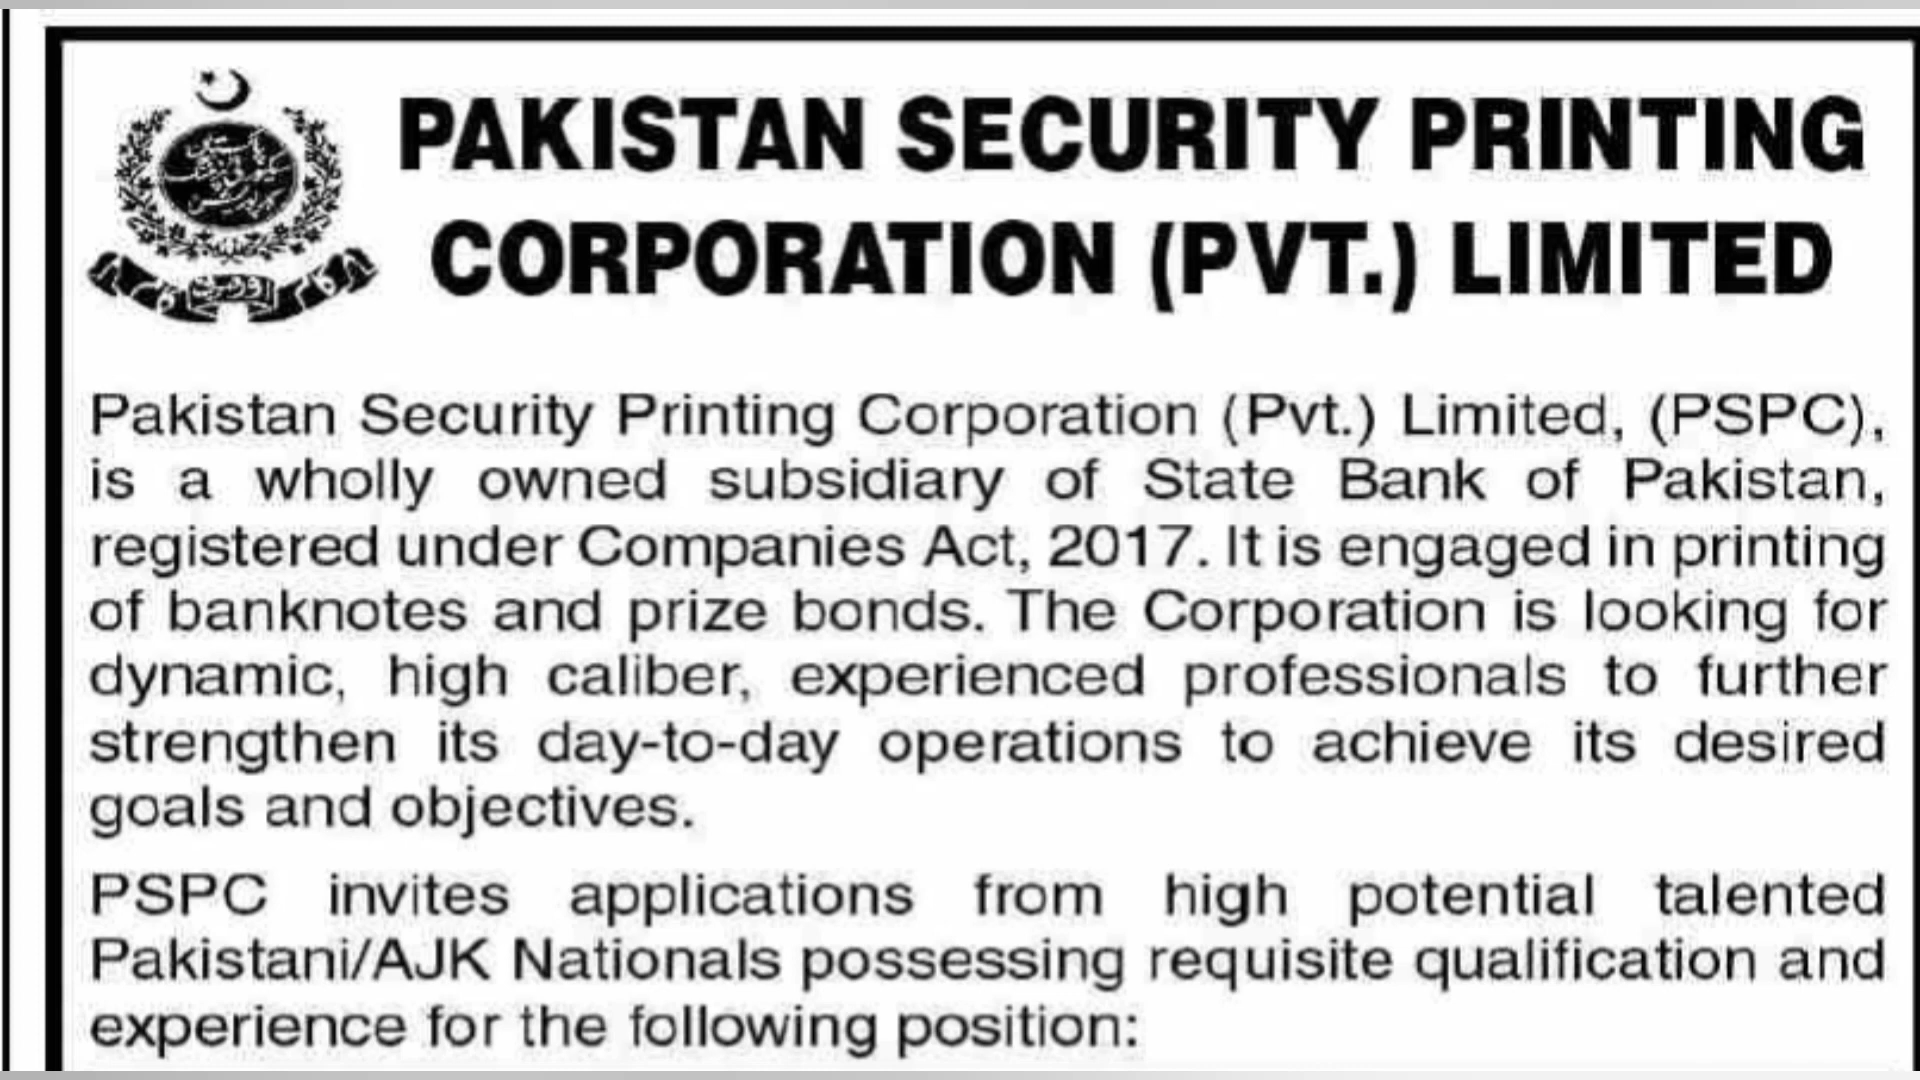 PAKISTAN SECURITY PRINTING
CORPORATION (PVT.) LIMITED
Pakistan Security Printing Corporation (Pvt.) Limited, (PSPC),
is a wholly owned subsidiary of State Bank of Pakistan,
registered under Companies Act, 2017. It is engaged in printing
of banknotes and prize bonds. The Corporation is looking for
dynamic, high caliber, experienced professionals to further
strengthen its day-to-day operations to achieve its desired
goals and objectives.
PSPC invites applications from high potential talented
Pakistani/AJK Nationals possessing requisite qualification and
experience for the following position: